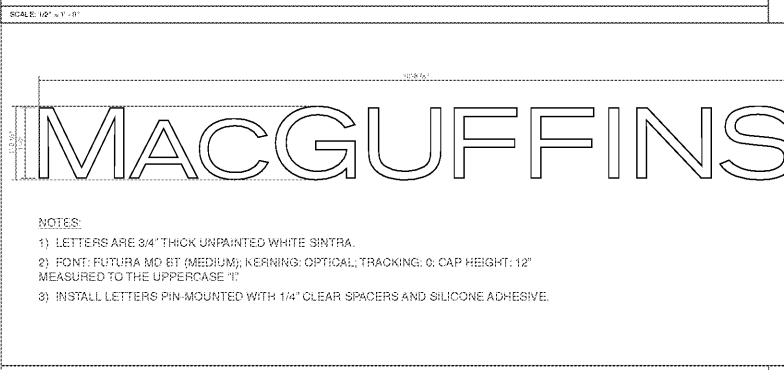 SCALE: 1/2" = 1' - 0"
MACGUFFINS
NOTES:
1) LETTERS ARE 3/4" THICK UNPAINTED WHITE SINTRA.
2) FONT: FUTURA MD BT (MEDIUM); KERNING: OPTICAL; TRACKING: 0; CAP HEIGHT: 12"
MEASURED TO THE UPPERCASE "I."
3) INSTALL LETTERS PIN-MOUNTED WITH 1/4" CLEAR SPACERS AND SILICONE ADHESIVE.